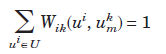 ∑_{u^i ∈ U} W_{ik}(u^i, u_m^k) = 1